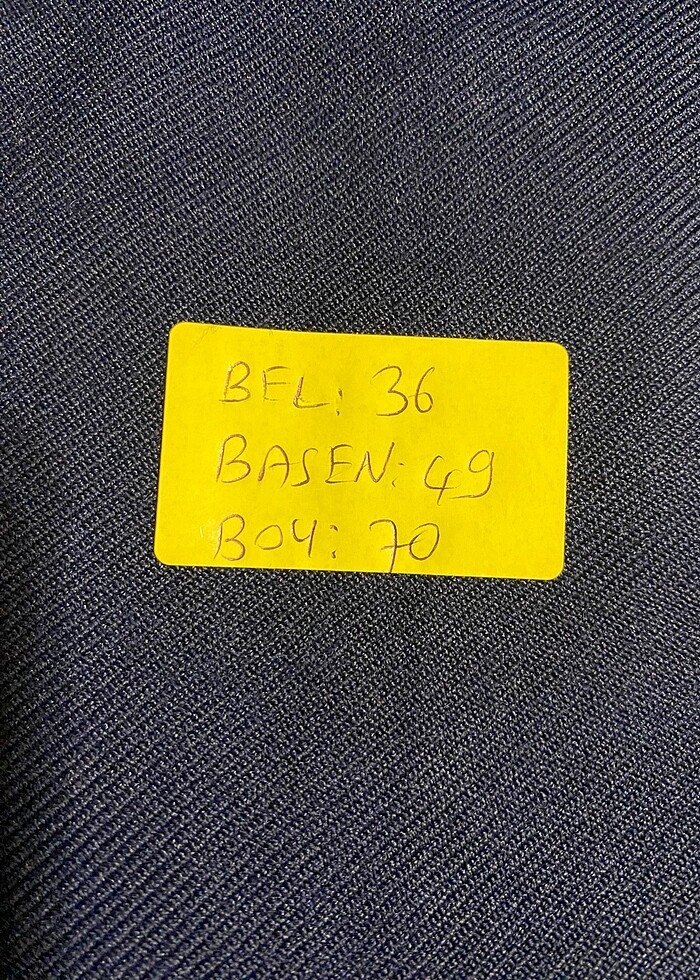 BEL: 36
BASEN: 49
BOY: 70